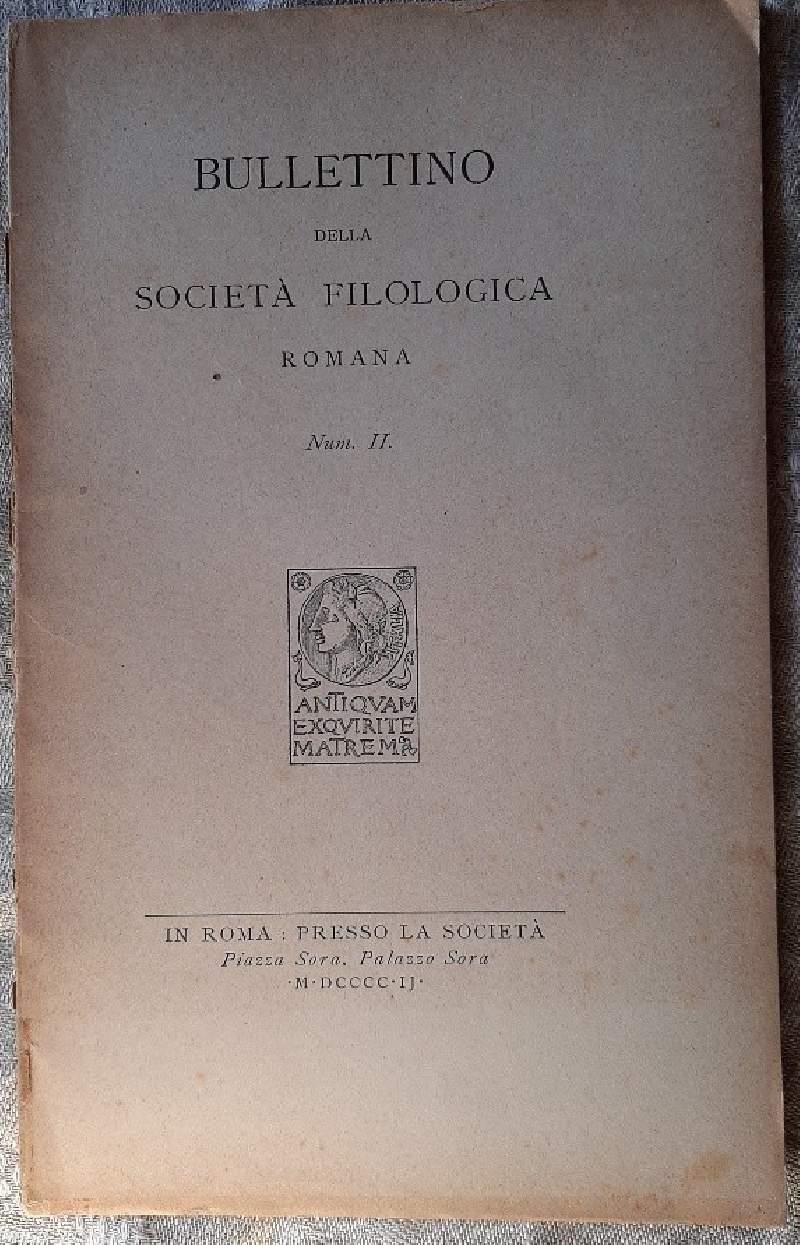 BULLETTINO
DELLA
SOCIETÀ FILOLOGICA
ROMANA
Num. II.
ANTIQVAM
EXQVIRITE
MATREM
IN ROMA : PRESSO LA SOCIETÀ
Piazza Sora, Palazzo Sora
·M·DCCCC·IJ·